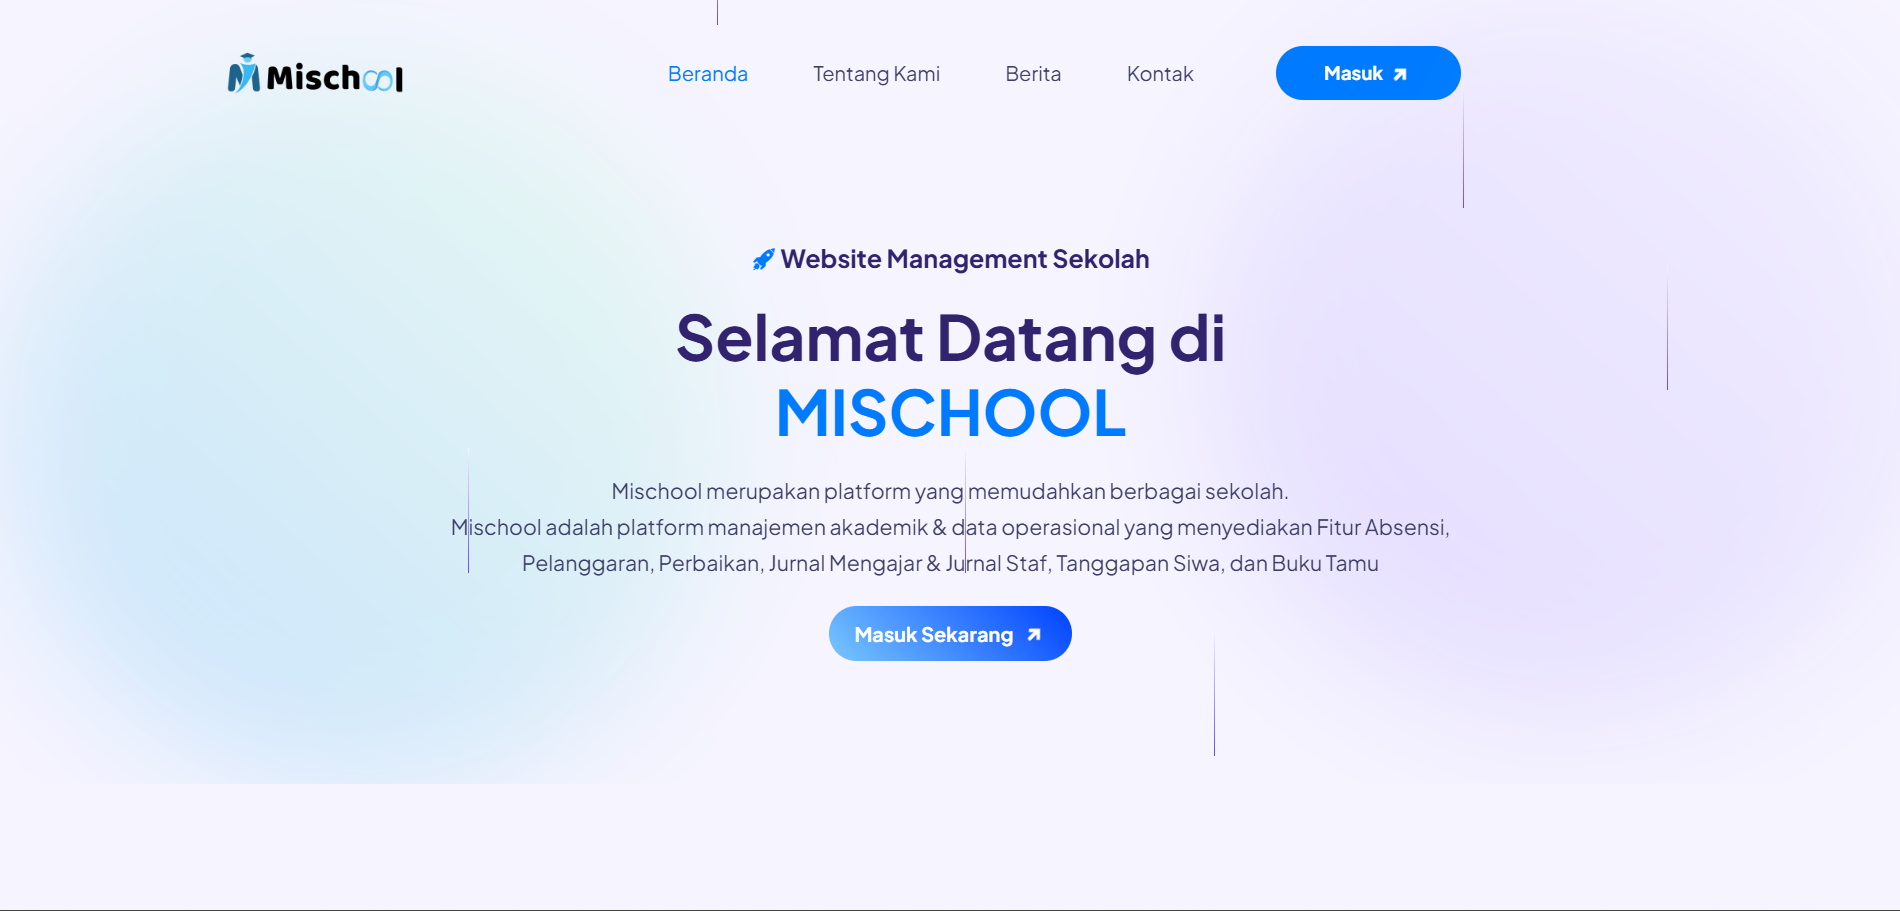 Mischool
Beranda
Tentang Kami
Berita
Kontak
Masuk
Website Management Sekolah
Selamat Datang di
MISCHOOL
Mischool merupakan platform yang memudahkan berbagai sekolah.
Mischool adalah platform manajemen akademik & data operasional yang menyediakan Fitur Absensi,
Pelanggaran, Perbaikan, Jurnal Mengajar & Jurnal Staf, Tanggapan Siwa, dan Buku Tamu
Masuk Sekarang